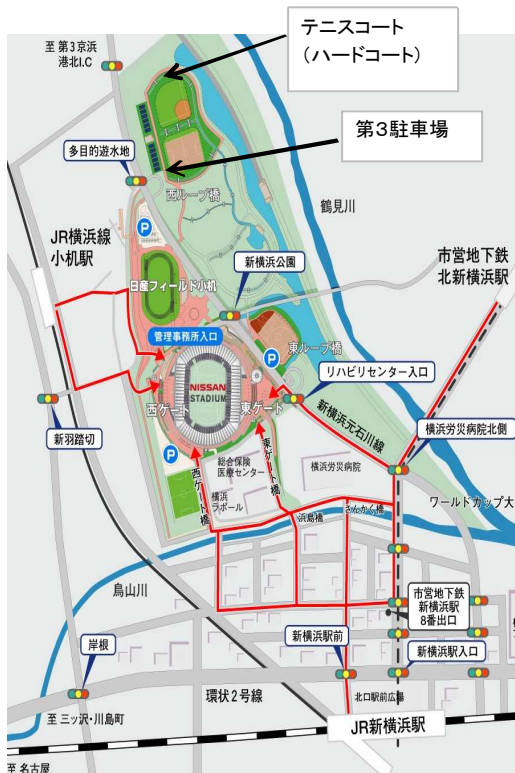 テニスコート
（ハードコート）
至 第3京浜
港北I.C
第３駐車場
多目的遊水地
西ループ橋
鶴見川
P
JR横浜線
小机駅
新横浜公園
市営地下鉄
北新横浜駅
日産フィールド小机
管理事務所入口
P
東ループ橋
リハビリセンター入口
NISSAN
STADIUM
西ゲート
東ゲート
新横浜元石川線
横浜労災病院北側
新羽踏切
P
西ゲート橋
東ゲート橋
総合保険
医療センター
横浜労災病院
横浜
ラポール
浜鳥橋
さんかく橋
ワールドカップ大
鳥山川
市営地下鉄
新横浜駅
8番出口
岸根
新横浜駅前
新横浜駅入口
環状2号線
北口駅前広場
至 三ッ沢・川島町
JR新横浜駅
至 名古屋